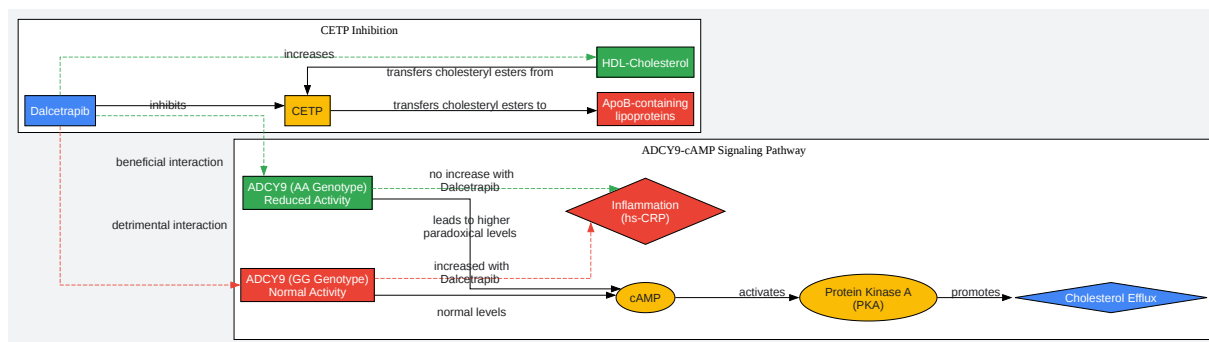 CETP Inhibition
increases
HDL-Cholesterol
transfers cholesteryl esters from
Dalcetrapib
inhibits
CETP
transfers cholesteryl esters to
ApoB-containing
lipoproteins
ADCY9-cAMP Signaling Pathway
beneficial interaction
detrimental interaction
ADCY9 (AA Genotype)
Reduced Activity
no increase with
Dalcetrapib
Inflammation
(hs-CRP)
leads to higher
paradoxical levels
ADCY9 (GG Genotype)
Normal Activity
increased with
Dalcetrapib
normal levels
cAMP
activates
Protein Kinase A
(PKA)
promotes
Cholesterol Efflux